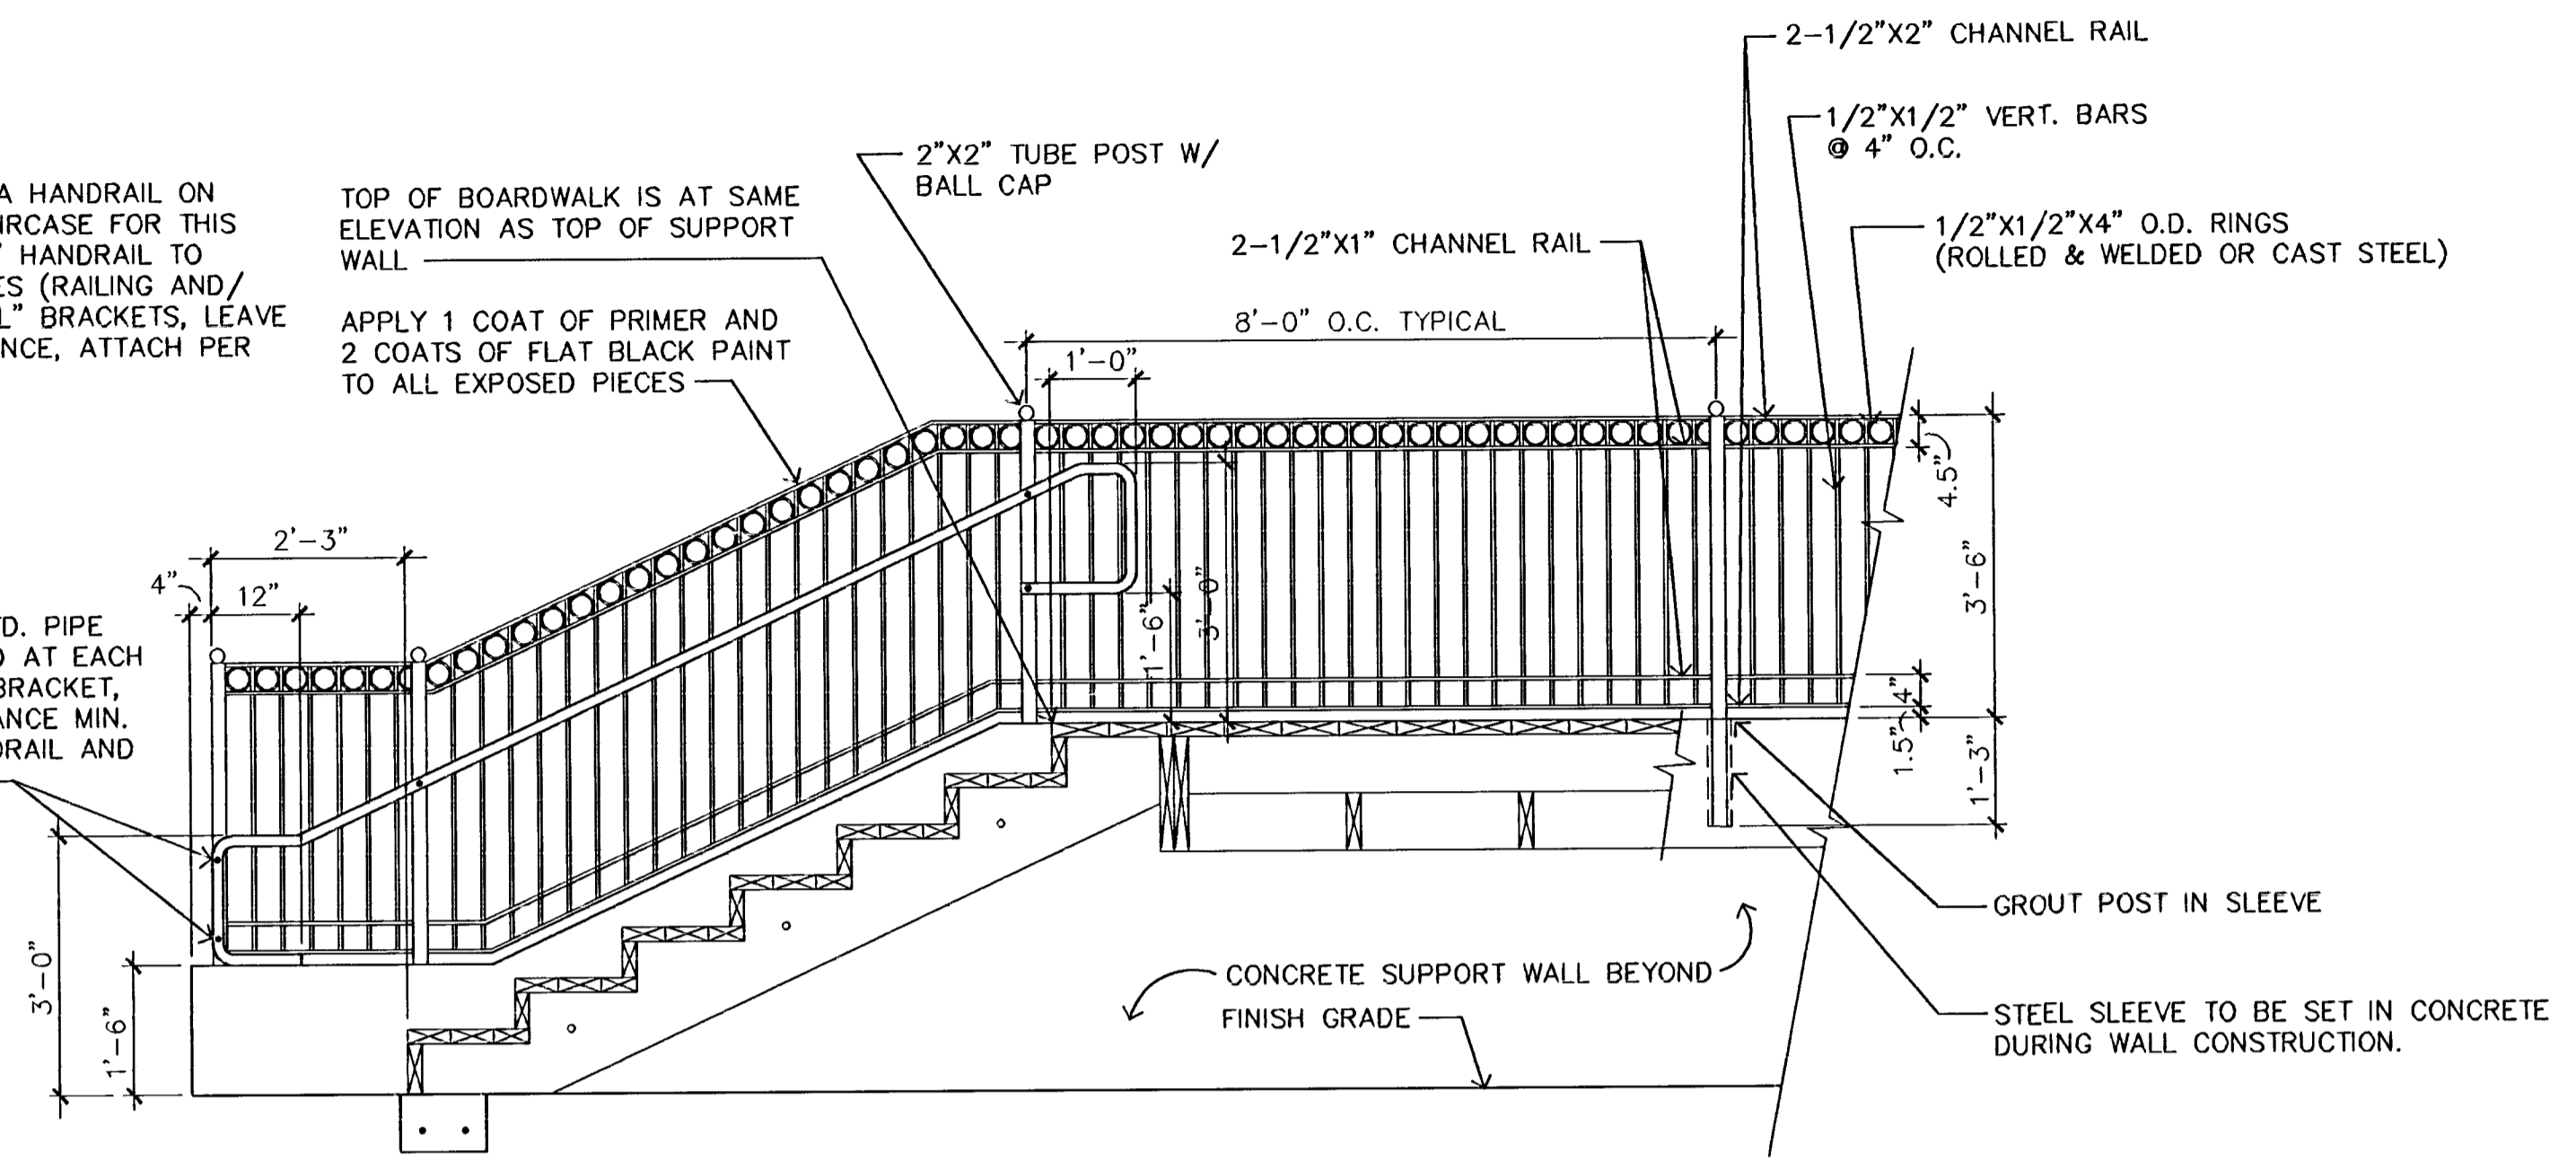 A HANDRAIL ON
IRCASE FOR THIS
HANDRAIL TO
ES (RAILING AND/
L" BRACKETS, LEAVE
NCE, ATTACH PER
TOP OF BOARDWALK IS AT SAME
ELEVATION AS TOP OF SUPPORT
WALL
APPLY 1 COAT OF PRIMER AND
2 COATS OF FLAT BLACK PAINT
TO ALL EXPOSED PIECES
2"X2" TUBE POST W/
BALL CAP
2-1/2"X1" CHANNEL RAIL
8'-0" O.C. TYPICAL
1'-0"
2-1/2"X2" CHANNEL RAIL
1/2"X1/2" VERT. BARS
@ 4" O.C.
1/2"X1/2"X4" O.D. RINGS
(ROLLED & WELDED OR CAST STEEL)
4.5"
3'-6"
4"
1.5"
1'-3"
2'-3"
4"
12"
1'-6"
3'-0"
TD. PIPE
D AT EACH
BRACKET,
ANCE MIN.
DRAIL AND
3'-0"
1'-6"
GROUT POST IN SLEEVE
CONCRETE SUPPORT WALL BEYOND
FINISH GRADE
STEEL SLEEVE TO BE SET IN CONCRETE
DURING WALL CONSTRUCTION.